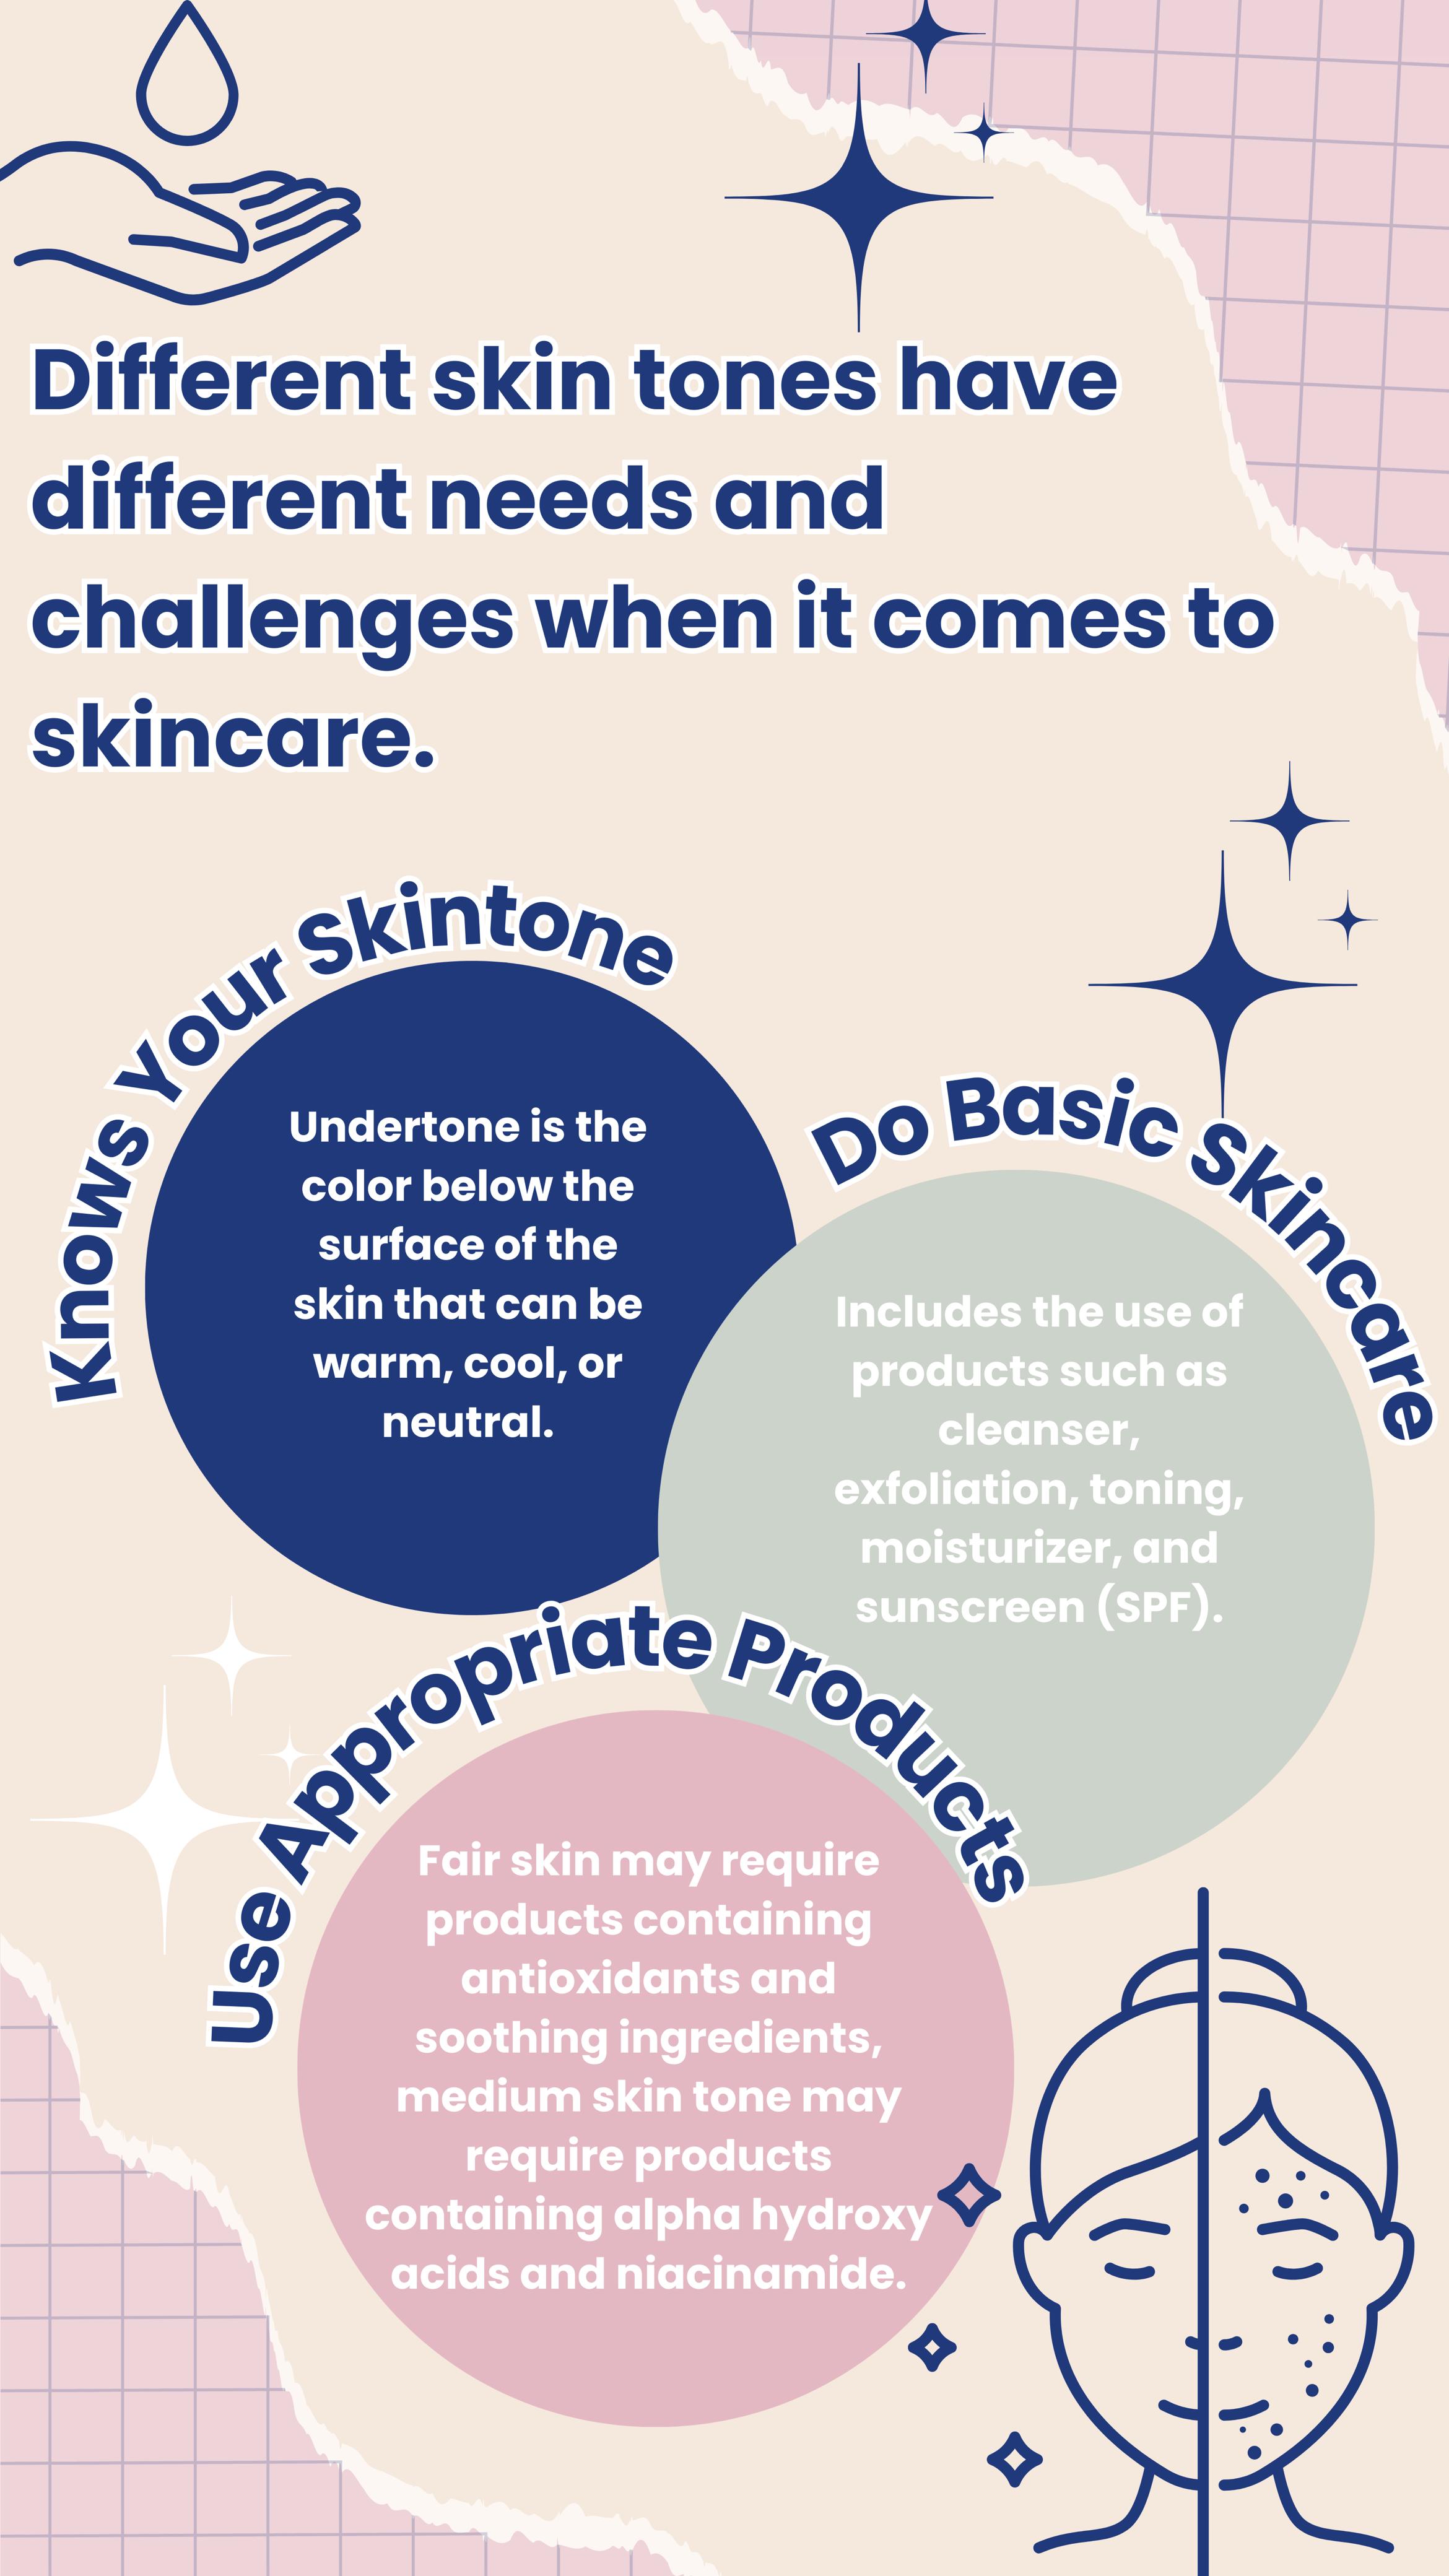 Different skin tones have
different needs and
challenges when it comes to
skincare.
Knows Your Skintone
Undertone is the
color below the
surface of the
skin that can be
warm, cool, or
neutral.
Do Basic Skincare
Includes the use of
products such as
cleanser,
exfoliation, toning,
moisturizer, and
sunscreen (SPF).
Use Appropriate Products
Fair skin may require
products containing
antioxidants and
soothing ingredients,
medium skin tone may
require products
containing alpha hydroxy
acids and niacinamide.